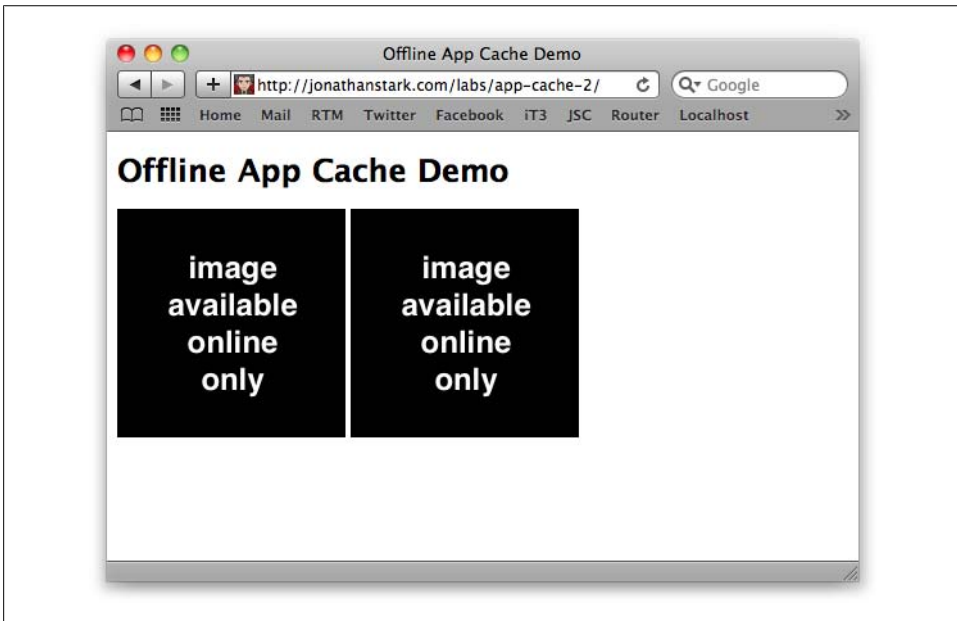 Offline App Cache Demo
http://jonathanstark.com/labs/app-cache-2/
Google
Home Mail RTM Twitter Facebook iT3 JSC Router Localhost
Offline App Cache Demo
image
available
online
only
image
available
online
only